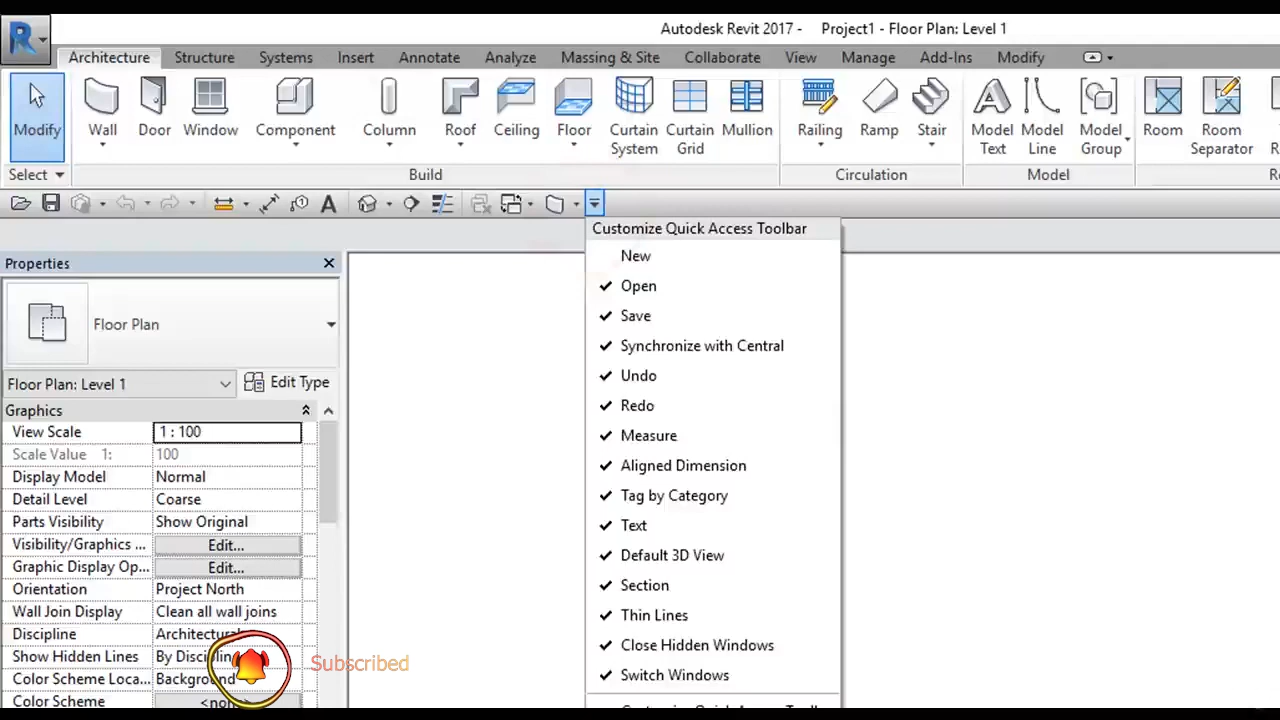 Autodesk Revit 2017 - Project1 - Floor Plan: Level 1
Architecture Structure Systems Insert Annotate Analyze Massing & Site Collaborate View Manage Add-Ins Modify
Modify Wall Door Window Component Column Roof Ceiling Floor Curtain System Curtain Grid Mullion Railing Ramp Stair Model Text Model Line Model Group Room Room Separator
Select Build Circulation Model
Customize Quick Access Toolbar
New
Open
Save
Synchronize with Central
Undo
Redo
Measure
Aligned Dimension
Tag by Category
Text
Default 3D View
Section
Thin Lines
Close Hidden Windows
Switch Windows
Properties
Floor Plan
Floor Plan: Level 1 Edit Type
Graphics
View Scale 1 : 100
Scale Value 1: 100
Display Model Normal
Detail Level Coarse
Parts Visibility Show Original
Visibility/Graphics ... Edit...
Graphic Display Op... Edit...
Orientation Project North
Wall Join Display Clean all wall joins
Discipline Architectural
Show Hidden Lines By Discipline
Color Scheme Loca... Background
Color Scheme
Subscribed